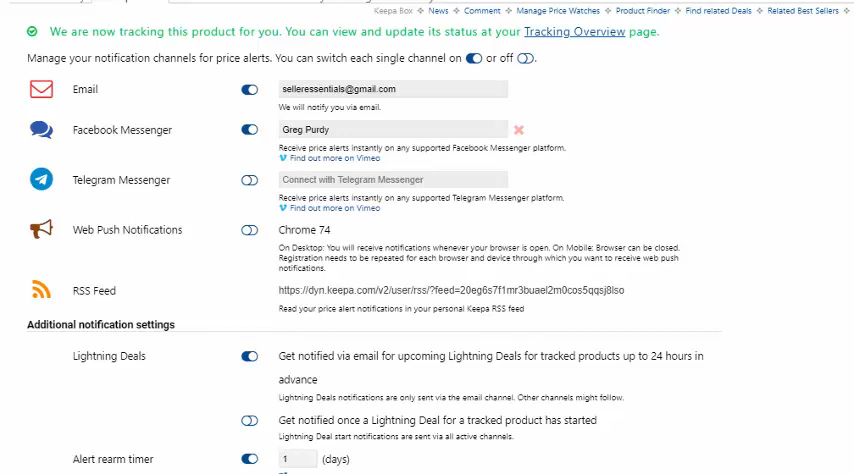 Keepa Box ✧ News ✧ Comment ✧ Manage Price Watches ✧ Product Finder ✧ Find related Deals ✧ Related Best Sellers ✧
We are now tracking this product for you. You can view and update its status at your Tracking Overview page.
Manage your notification channels for price alerts. You can switch each single channel on or off .
Email
selleressentials@gmail.com
We will notify you via email.
Facebook Messenger
Greg Purdy
Receive price alerts instantly on any supported Facebook Messenger platform.
Find out more on Vimeo
Telegram Messenger
Connect with Telegram Messenger
Receive price alerts instantly on any supported Telegram Messenger platform.
Find out more on Vimeo
Web Push Notifications
Chrome 74
On Desktop: You will receive notifications whenever your browser is open. On Mobile: Browser can be closed.
Registration needs to be repeated for each browser and device through which you want to receive web push
notifications.
RSS Feed
https://dyn.keepa.com/v2/user/rss/?feed=20eg6s7f1mr3buael2m0cos5qqsj8lso
Read your price alert notifications in your personal Keepa RSS feed
Additional notification settings
Lightning Deals
Get notified via email for upcoming Lightning Deals for tracked products up to 24 hours in
advance
Lightning Deals notifications are only sent via the email channel. Other channels might follow.
Get notified once a Lightning Deal for a tracked product has started
Lightning Deal start notifications are sent via all active channels.
Alert rearm timer
1 (days)